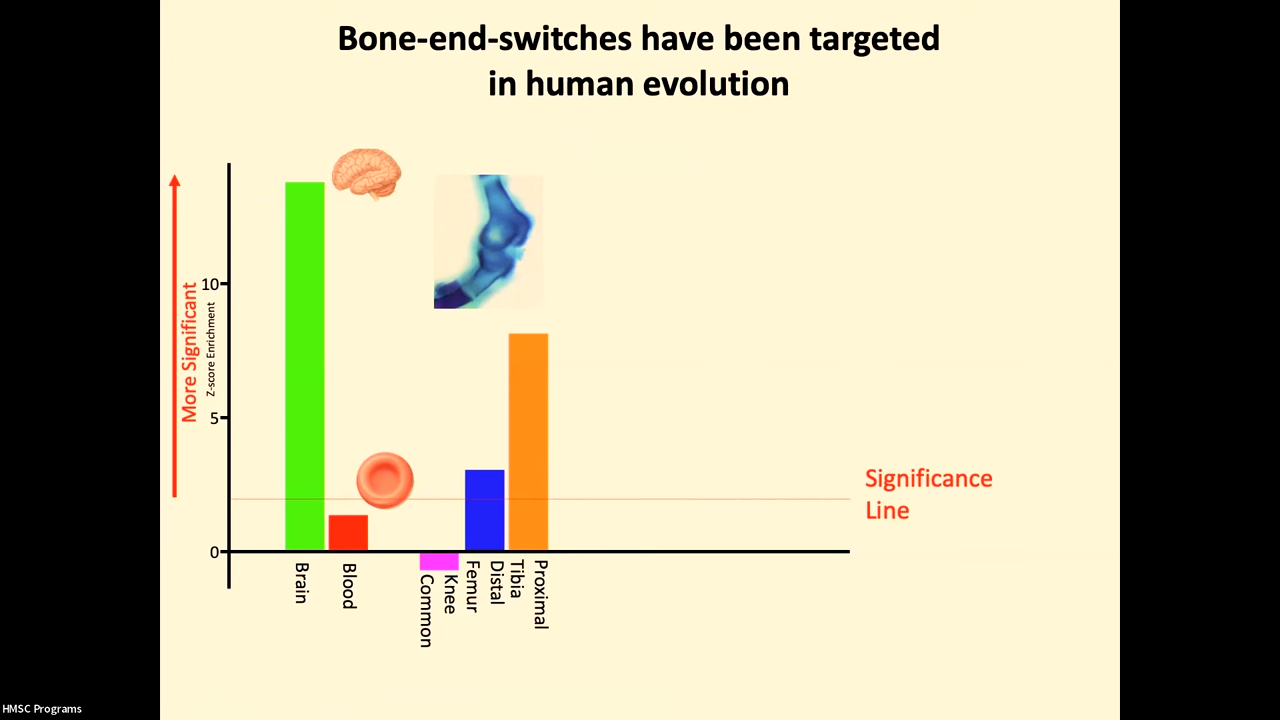 Bone-end-switches have been targeted
in human evolution
More Significant
Z-score Enrichment
10
5
0
Significance
Line
Brain
Blood
Knee
Common
Distal
Femur
Proximal
Tibia
HMSC Programs